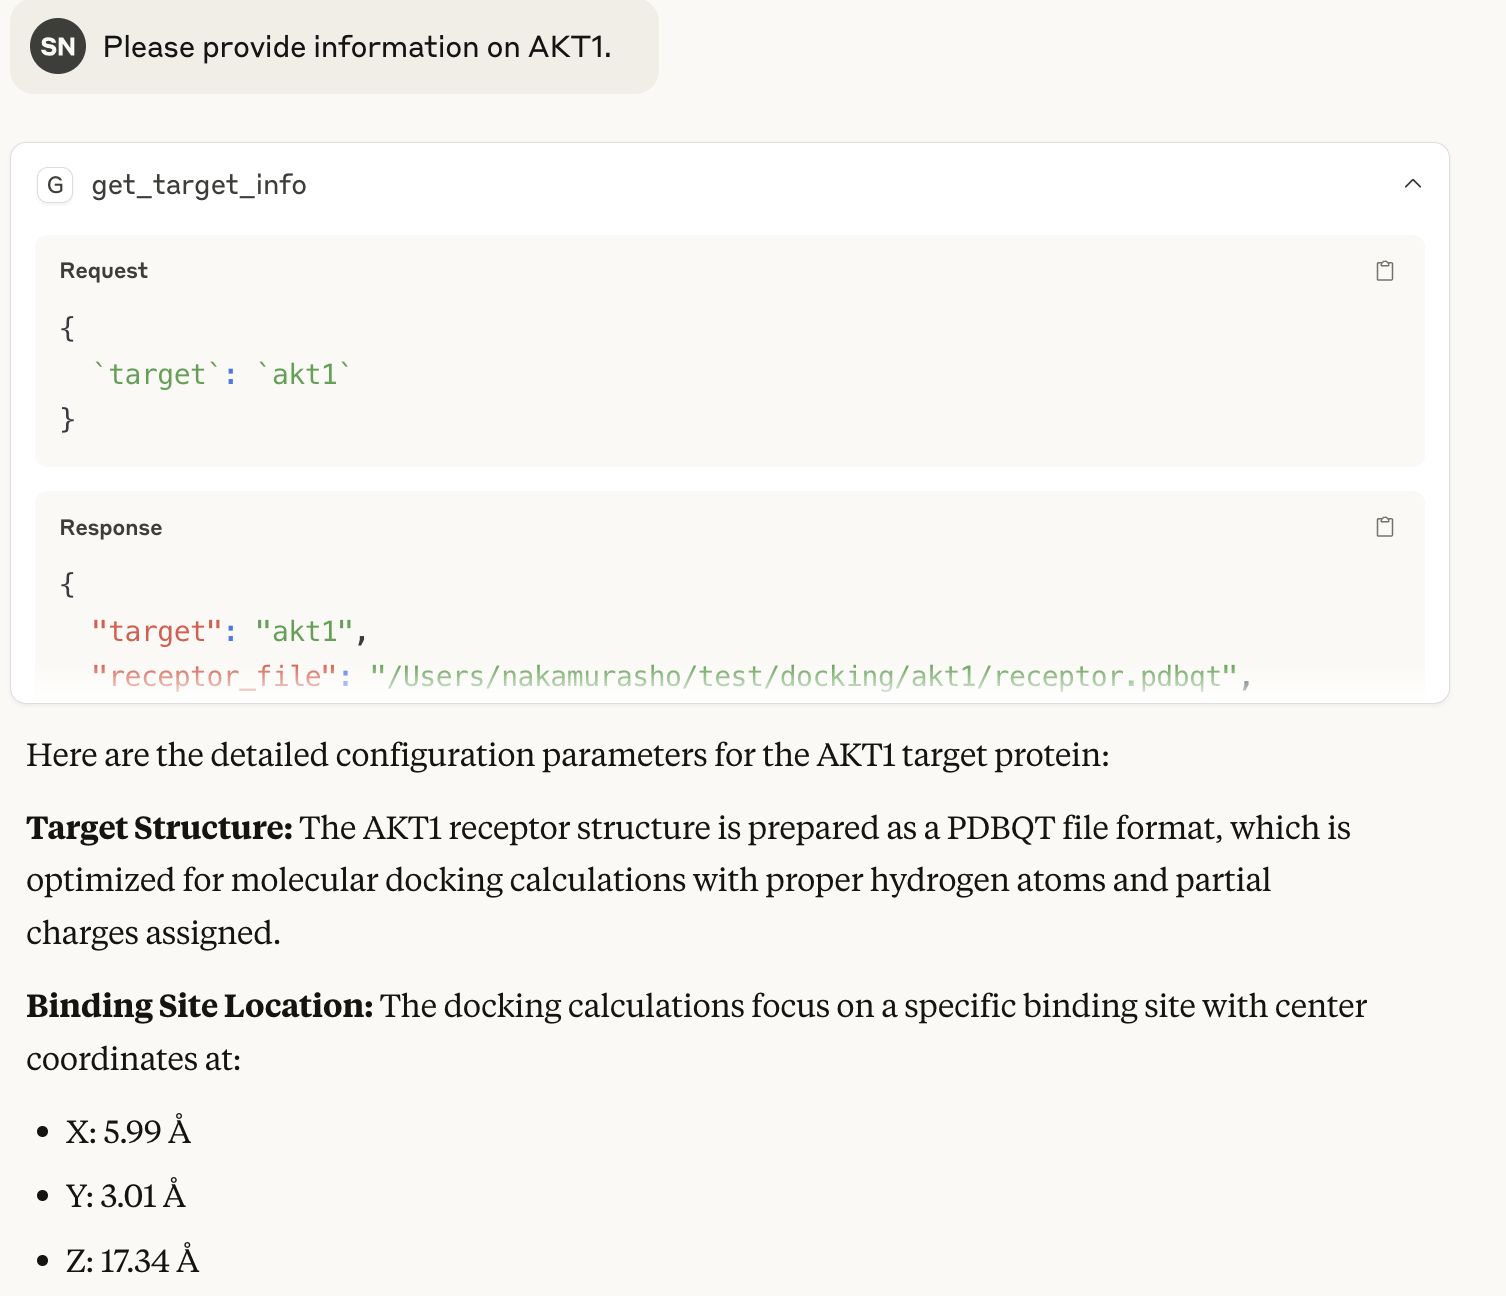 SN Please provide information on AKT1.
G get_target_info
Request
{
`target`: `akt1`
}
Response
{
"target": "akt1",
"receptor_file": "/Users/nakamurasho/test/docking/akt1/receptor.pdbqt",
Here are the detailed configuration parameters for the AKT1 target protein:
Target Structure: The AKT1 receptor structure is prepared as a PDBQT file format, which is
optimized for molecular docking calculations with proper hydrogen atoms and partial
charges assigned.
Binding Site Location: The docking calculations focus on a specific binding site with center
coordinates at:
• X: 5.99 Å
• Y: 3.01 Å
• Z: 17.34 Å